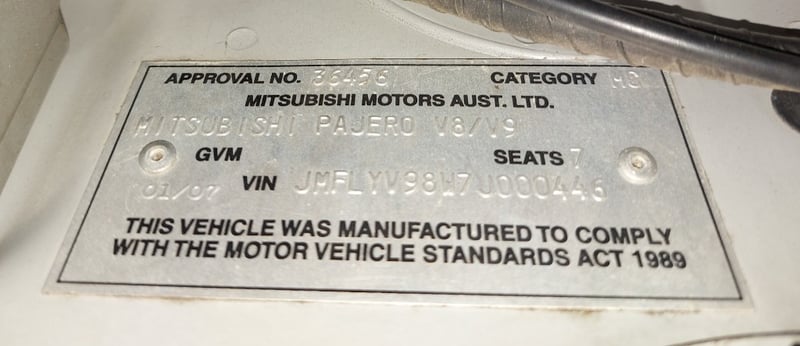 APPROVAL NO. 36456 CATEGORY MC
MITSUBISHI MOTORS AUST. LTD.
MITSUBISHI PAJERO V8/V9
GVM SEATS 7
01/07 VIN JMFLYV98W7J000446
THIS VEHICLE WAS MANUFACTURED TO COMPLY
WITH THE MOTOR VEHICLE STANDARDS ACT 1989